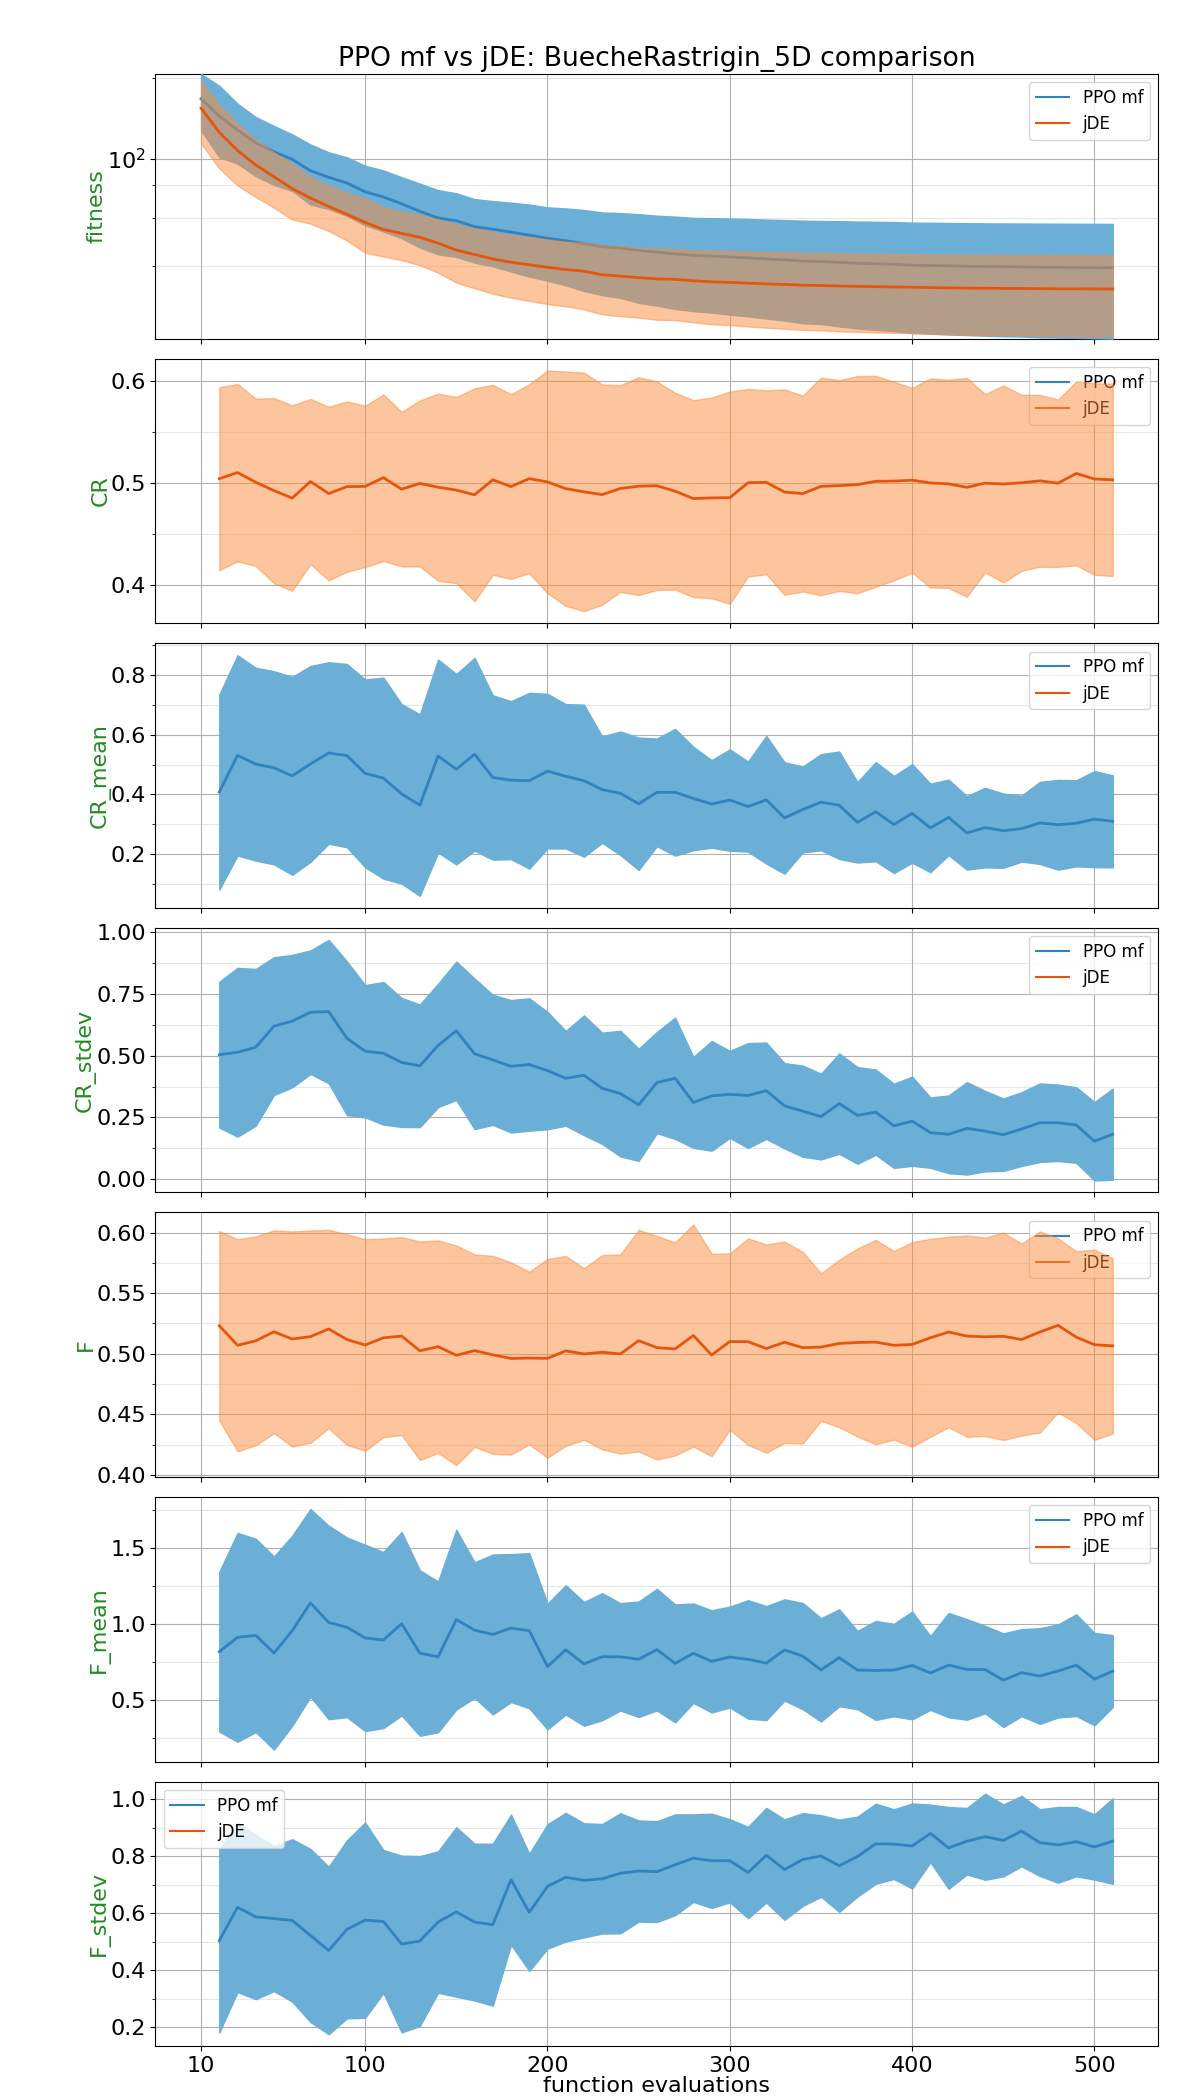 PPO mf vs jDE: BuecheRastrigin_5D comparison
fitness
10²
PPO mf
jDE
CR
0.6
0.5
0.4
PPO mf
jDE
CR_mean
0.8
0.6
0.4
0.2
PPO mf
jDE
CR_stdev
1.00
0.75
0.50
0.25
0.00
PPO mf
jDE
F
0.60
0.55
0.50
0.45
0.40
PPO mf
jDE
F_mean
1.5
1.0
0.5
PPO mf
jDE
F_stdev
1.0
0.8
0.6
0.4
0.2
PPO mf
jDE
10 100 200 300 400 500
function evaluations